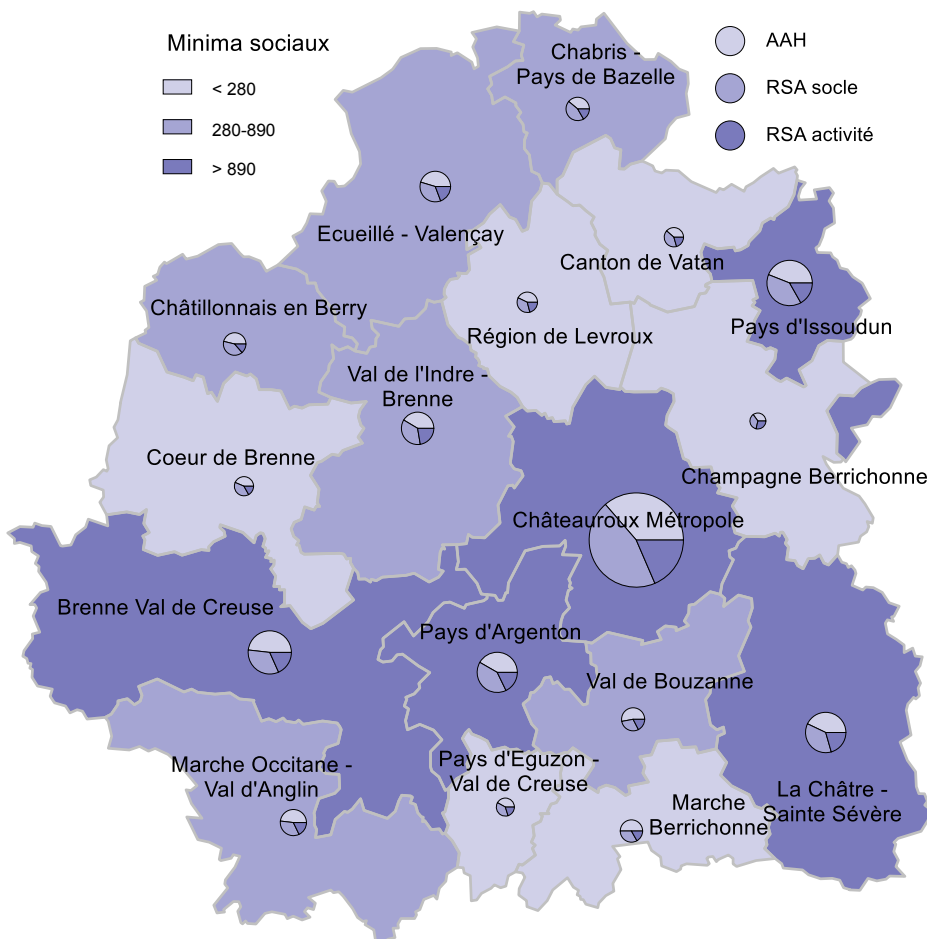 Minima sociaux
< 280
280-890
> 890
AAH
RSA socle
RSA activité
Chabris -
Pays de Bazelle
Ecueillé - Valençay
Canton de Vatan
Châtillonnais en Berry
Région de Levroux
Pays d'Issoudun
Val de l'Indre -
Brenne
Coeur de Brenne
Champagne Berrichonne
Châteauroux Métropole
Brenne Val de Creuse
Pays d'Argenton
Val de Bouzanne
Marche Occitane -
Val d'Anglin
Pays d'Eguzon -
Val de Creuse
Marche
Berrichonne
La Châtre -
Sainte Sévère